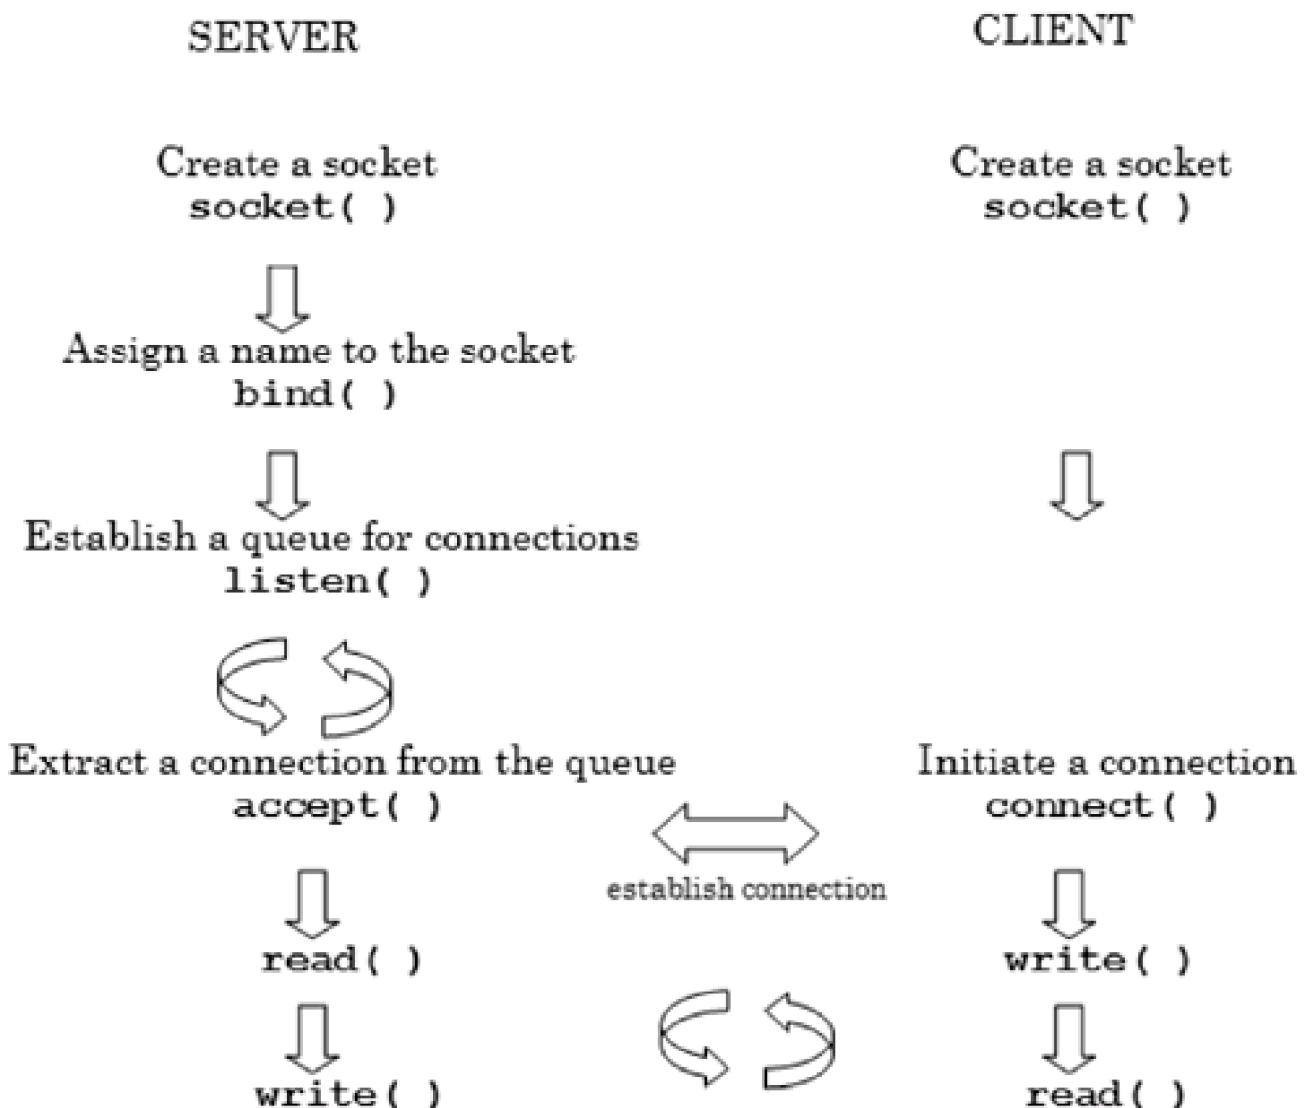 SERVER
CLIENT
Create a socket
socket( )
Create a socket
socket( )
Assign a name to the socket
bind( )
Establish a queue for connections
listen( )
Extract a connection from the queue
accept( )
Initiate a connection
connect( )
establish connection
read( )
write( )
write( )
read( )